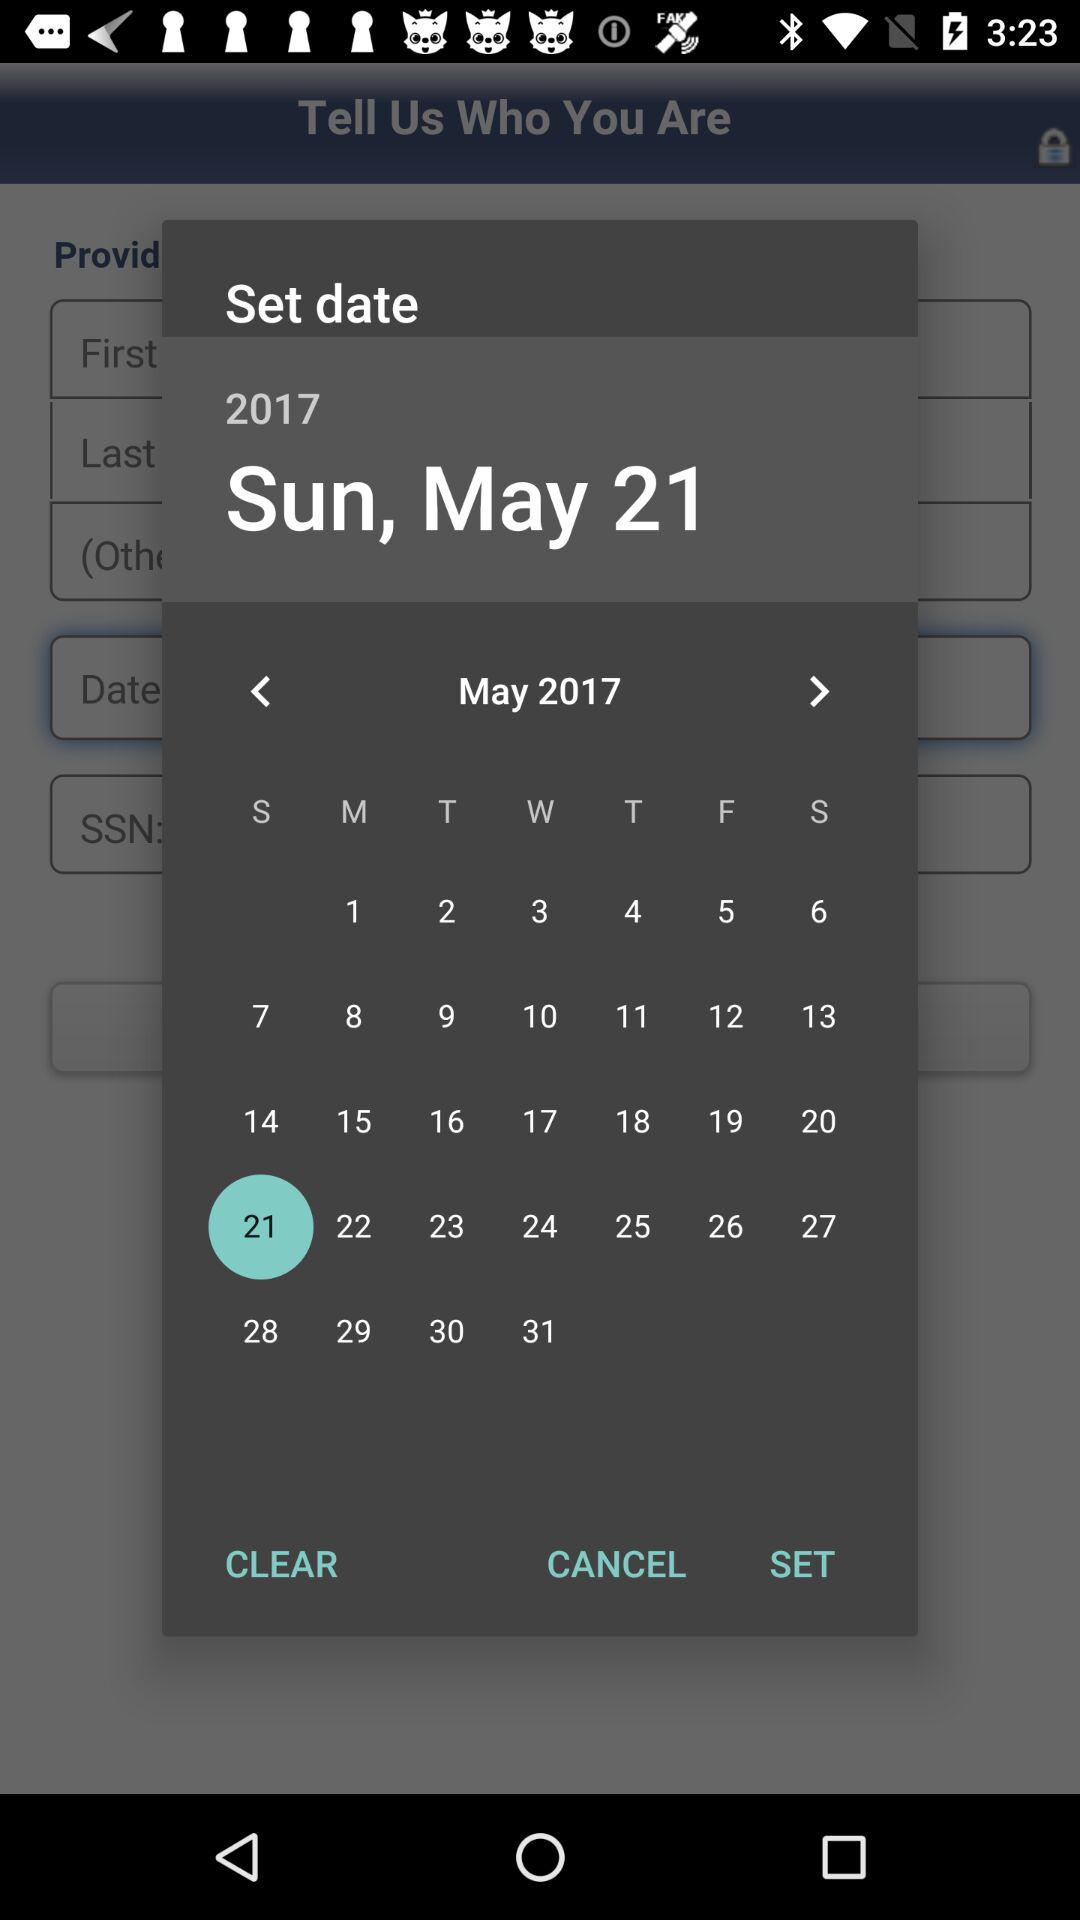 FAKE
3:23
Tell Us Who You Are
Provid
Set date
First
2017
Last
Sun, May 21
(Othe
Date
May 2017
S M T W T F S
SSN:
1 2 3 4 5 6
7 8 9 10 11 12 13
14 15 16 17 18 19 20
21 22 23 24 25 26 27
28 29 30 31
CLEAR CANCEL SET